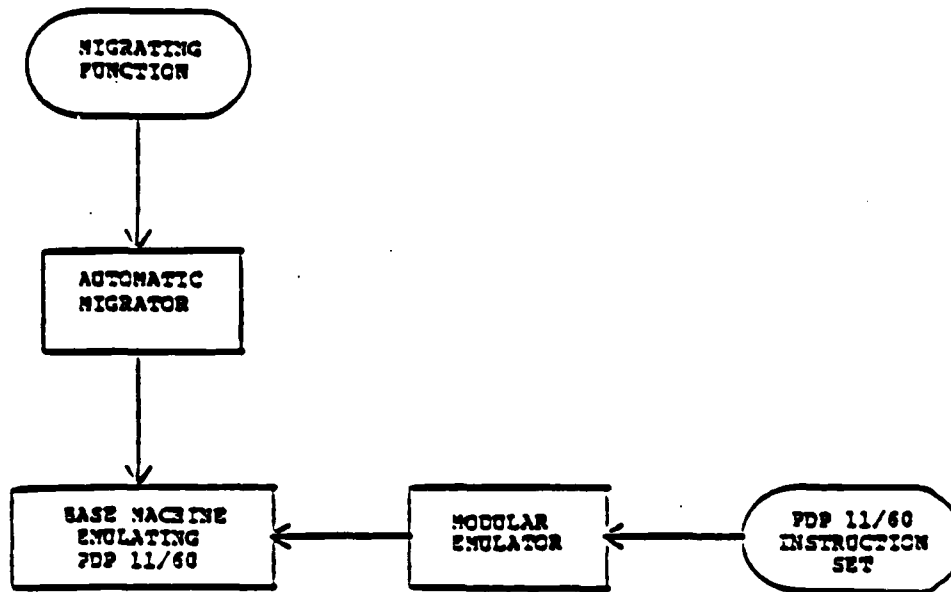 MIGRATING
FUNCTION
AUTOMATIC
MIGRATOR
BASE MACHINE
EMULATING
PDP 11/60
MODULAR
EMULATOR
PDP 11/60
INSTRUCTION
SET